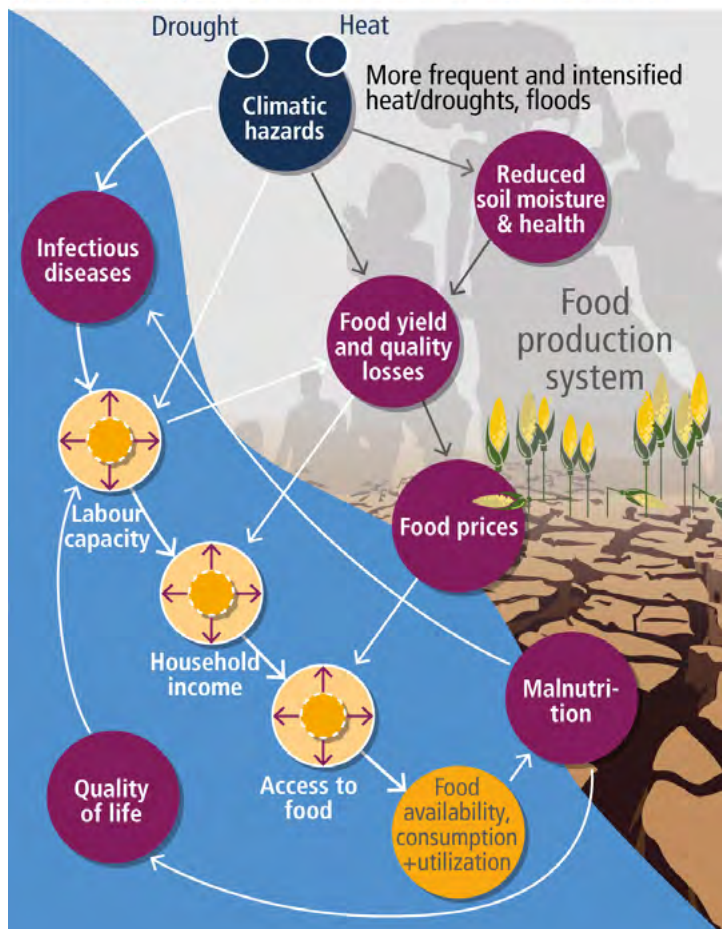 Drought
Heat
Climatic
hazards
More frequent and intensified
heat/droughts, floods
Reduced
soil moisture
& health
Infectious
diseases
Food yield
and quality
losses
Food
production
system
Labour
capacity
Food prices
Household
income
Malnutri-
tion
Quality
of life
Access to
food
Food
availability,
consumption
+utilization